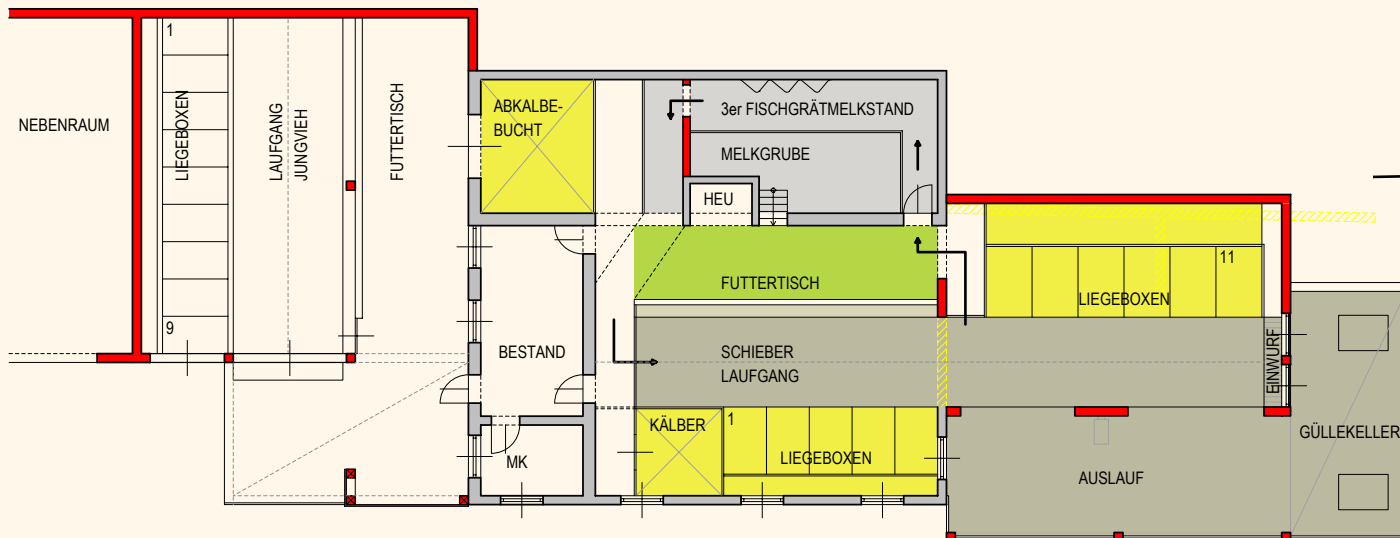 NEBENRAUM
1
LIEGEBOXEN
9
LAUFGANG
JUNGVIEH
FUTTERTISCH
ABKALBE-
BUCHT
3er FISCHGRÄTMELKSTAND
MELKGRUBE
HEU
FUTTERTISCH
11
LIEGEBOXEN
BESTAND
SCHIEBER
LAUFGANG
EINWURF
KÄLBER
1
LIEGEBOXEN
MK
AUSLAUF
GÜLLEKELLER